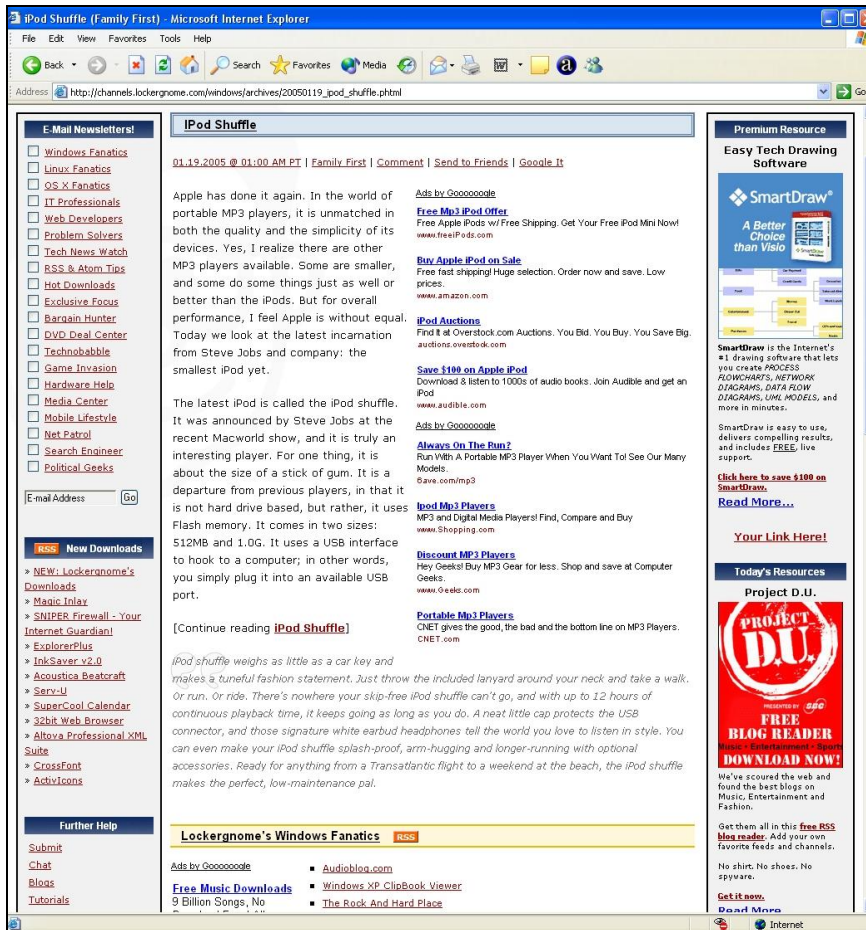 iPod Shuffle (Family First) - Microsoft Internet Explorer
File Edit View Favorites Tools Help
Back Search Favorites Media
Address http://channels.lockergnome.com/windows/archives/20050119_ipod_shuffle.phtml Go
E-Mail Newsletters!
Windows Fanatics
Linux Fanatics
OS X Fanatics
IT Professionals
Web Developers
Problem Solvers
Tech News Watch
RSS & Atom Tips
Hot Downloads
Exclusive Focus
Bargain Hunter
DVD Deal Center
Technobabble
Game Invasion
Hardware Help
Media Center
Mobile Lifestyle
Net Patrol
Search Engineer
Political Geeks
E-mail Address Go
RSS New Downloads
» NEW: Lockergnome's
Downloads
» Magic Inlay
» SNIPER Firewall - Your
Internet Guardian!
» ExplorerPlus
» InkSaver v2.0
» Acoustica Beatcraft
» Serv-U
» SuperCool Calendar
» 32bit Web Browser
» Altova Professional XML
Suite
» CrossFont
» ActivIcons
Further Help
Submit
Chat
Blogs
Tutorials
IPod Shuffle
01.19.2005 @ 01:00 AM PT | Family First | Comment | Send to Friends | Google It
Apple has done it again. In the world of
portable MP3 players, it is unmatched in
both the quality and the simplicity of its
devices. Yes, I realize there are other
MP3 players available. Some are smaller,
and some do some things just as well or
better than the iPods. But for overall
performance, I feel Apple is without equal.
Today we look at the latest incarnation
from Steve Jobs and company: the
smallest iPod yet.
The latest iPod is called the iPod shuffle.
It was announced by Steve Jobs at the
recent Macworld show, and it is truly an
interesting player. For one thing, it is
about the size of a stick of gum. It is a
departure from previous players, in that it
is not hard drive based, but rather, it uses
Flash memory. It comes in two sizes:
512MB and 1.0G. It uses a USB interface
to hook to a computer; in other words,
you simply plug it into an available USB
port.
[Continue reading iPod Shuffle]
Ads by Goooooogle
Free Mp3 iPod Offer
Free Apple iPods w/ Free Shipping. Get Your Free iPod Mini Now!
www.freeiPods.com
Buy Apple iPod on Sale
Free fast shipping! Huge selection. Order now and save. Low
prices.
www.amazon.com
iPod Auctions
Find It at Overstock.com Auctions. You Bid. You Buy. You Save Big.
auctions.overstock.com
Save $100 on Apple iPod
Download & listen to 1000s of audio books. Join Audible and get an
iPod
www.audible.com
Ads by Goooooogle
Always On The Run?
Run With A Portable MP3 Player When You Want To! See Our Many
Models.
6ave.com/mp3
Ipod Mp3 Players
MP3 and Digital Media Players! Find, Compare and Buy
www.Shopping.com
Discount MP3 Players
Hey Geeks! Buy MP3 Gear for less. Shop and save at Computer
Geeks.
www.Geeks.com
Portable Mp3 Players
CNET gives the good, the bad and the bottom line on MP3 Players.
CNET.com
iPod shuffle weighs as little as a car key and
makes a tuneful fashion statement. Just throw the included lanyard around your neck and take a walk.
Or run. Or ride. There's nowhere your skip-free iPod shuffle can't go, and with up to 12 hours of
continuous playback time, it keeps going as long as you do. A neat little cap protects the USB
connector, and those signature white earbud headphones tell the world you love to listen in style. You
can even make your iPod shuffle splash-proof, arm-hugging and longer-running with optional
accessories. Ready for anything from a Transatlantic flight to a weekend at the beach, the iPod shuffle
makes the perfect, low-maintenance pal.
Lockergnome's Windows Fanatics RSS
Ads by Goooooogle
Free Music Downloads
9 Billion Songs, No
Audioblog.com
Windows XP ClipBook Viewer
The Rock And Hard Place
Premium Resource
Easy Tech Drawing
Software
SmartDraw
A Better
Choice
than Visio
SmartDraw is the Internet's
#1 drawing software that lets
you create PROCESS
FLOWCHARTS, NETWORK
DIAGRAMS, DATA FLOW
DIAGRAMS, UML MODELS, and
more in minutes.
SmartDraw is easy to use,
delivers compelling results,
and includes FREE, live
support.
Click here to save $100 on
SmartDraw.
Read More...
Your Link Here!
Today's Resources
Project D.U.
PROJECT
D.U.
PRESENTED BY
FREE
BLOG READER
Music • Entertainment • Sports
DOWNLOAD NOW!
We've scoured the web and
found the best blogs on
Music, Entertainment and
Fashion.
Get them all in this free RSS
blog reader. Add your own
favorite feeds and channels.
No shirt. No shoes. No
spyware.
Get it now.
Read More
Internet